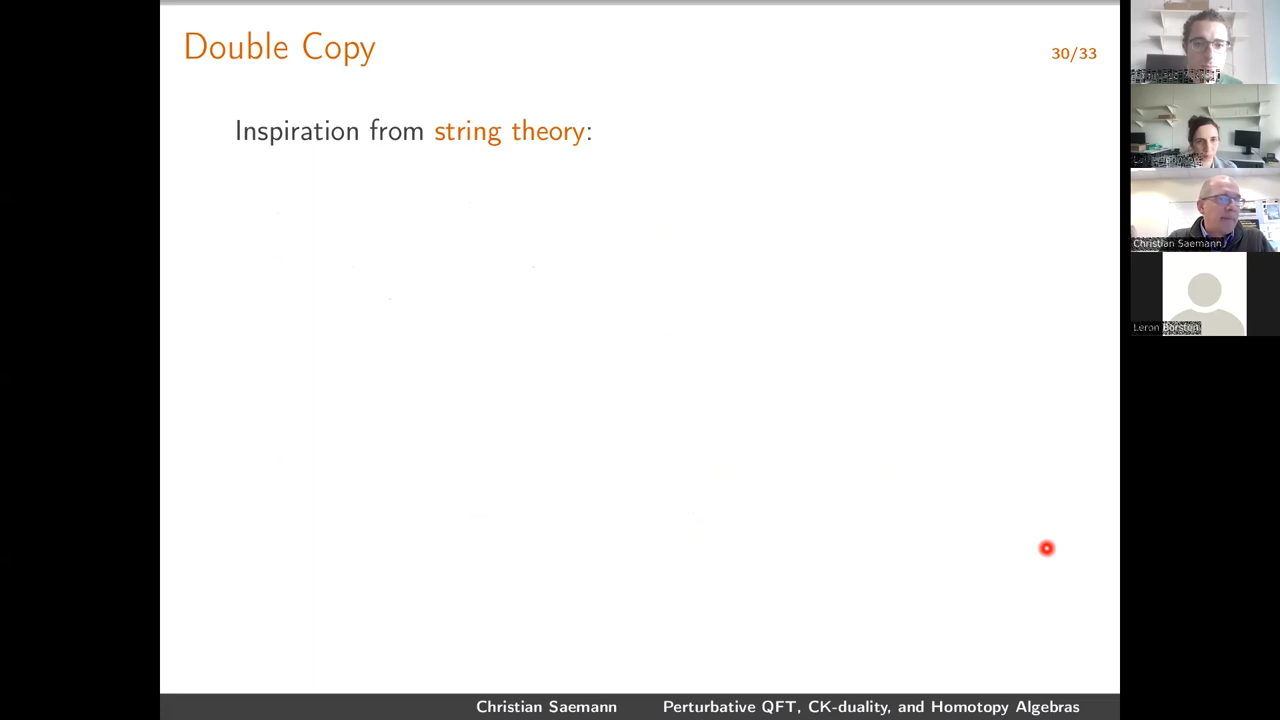 Double Copy
30/33
Inspiration from string theory:
Christian Saemann Perturbative QFT, CK-duality, and Homotopy Algebras
Christian Saemann
Leron Borsten